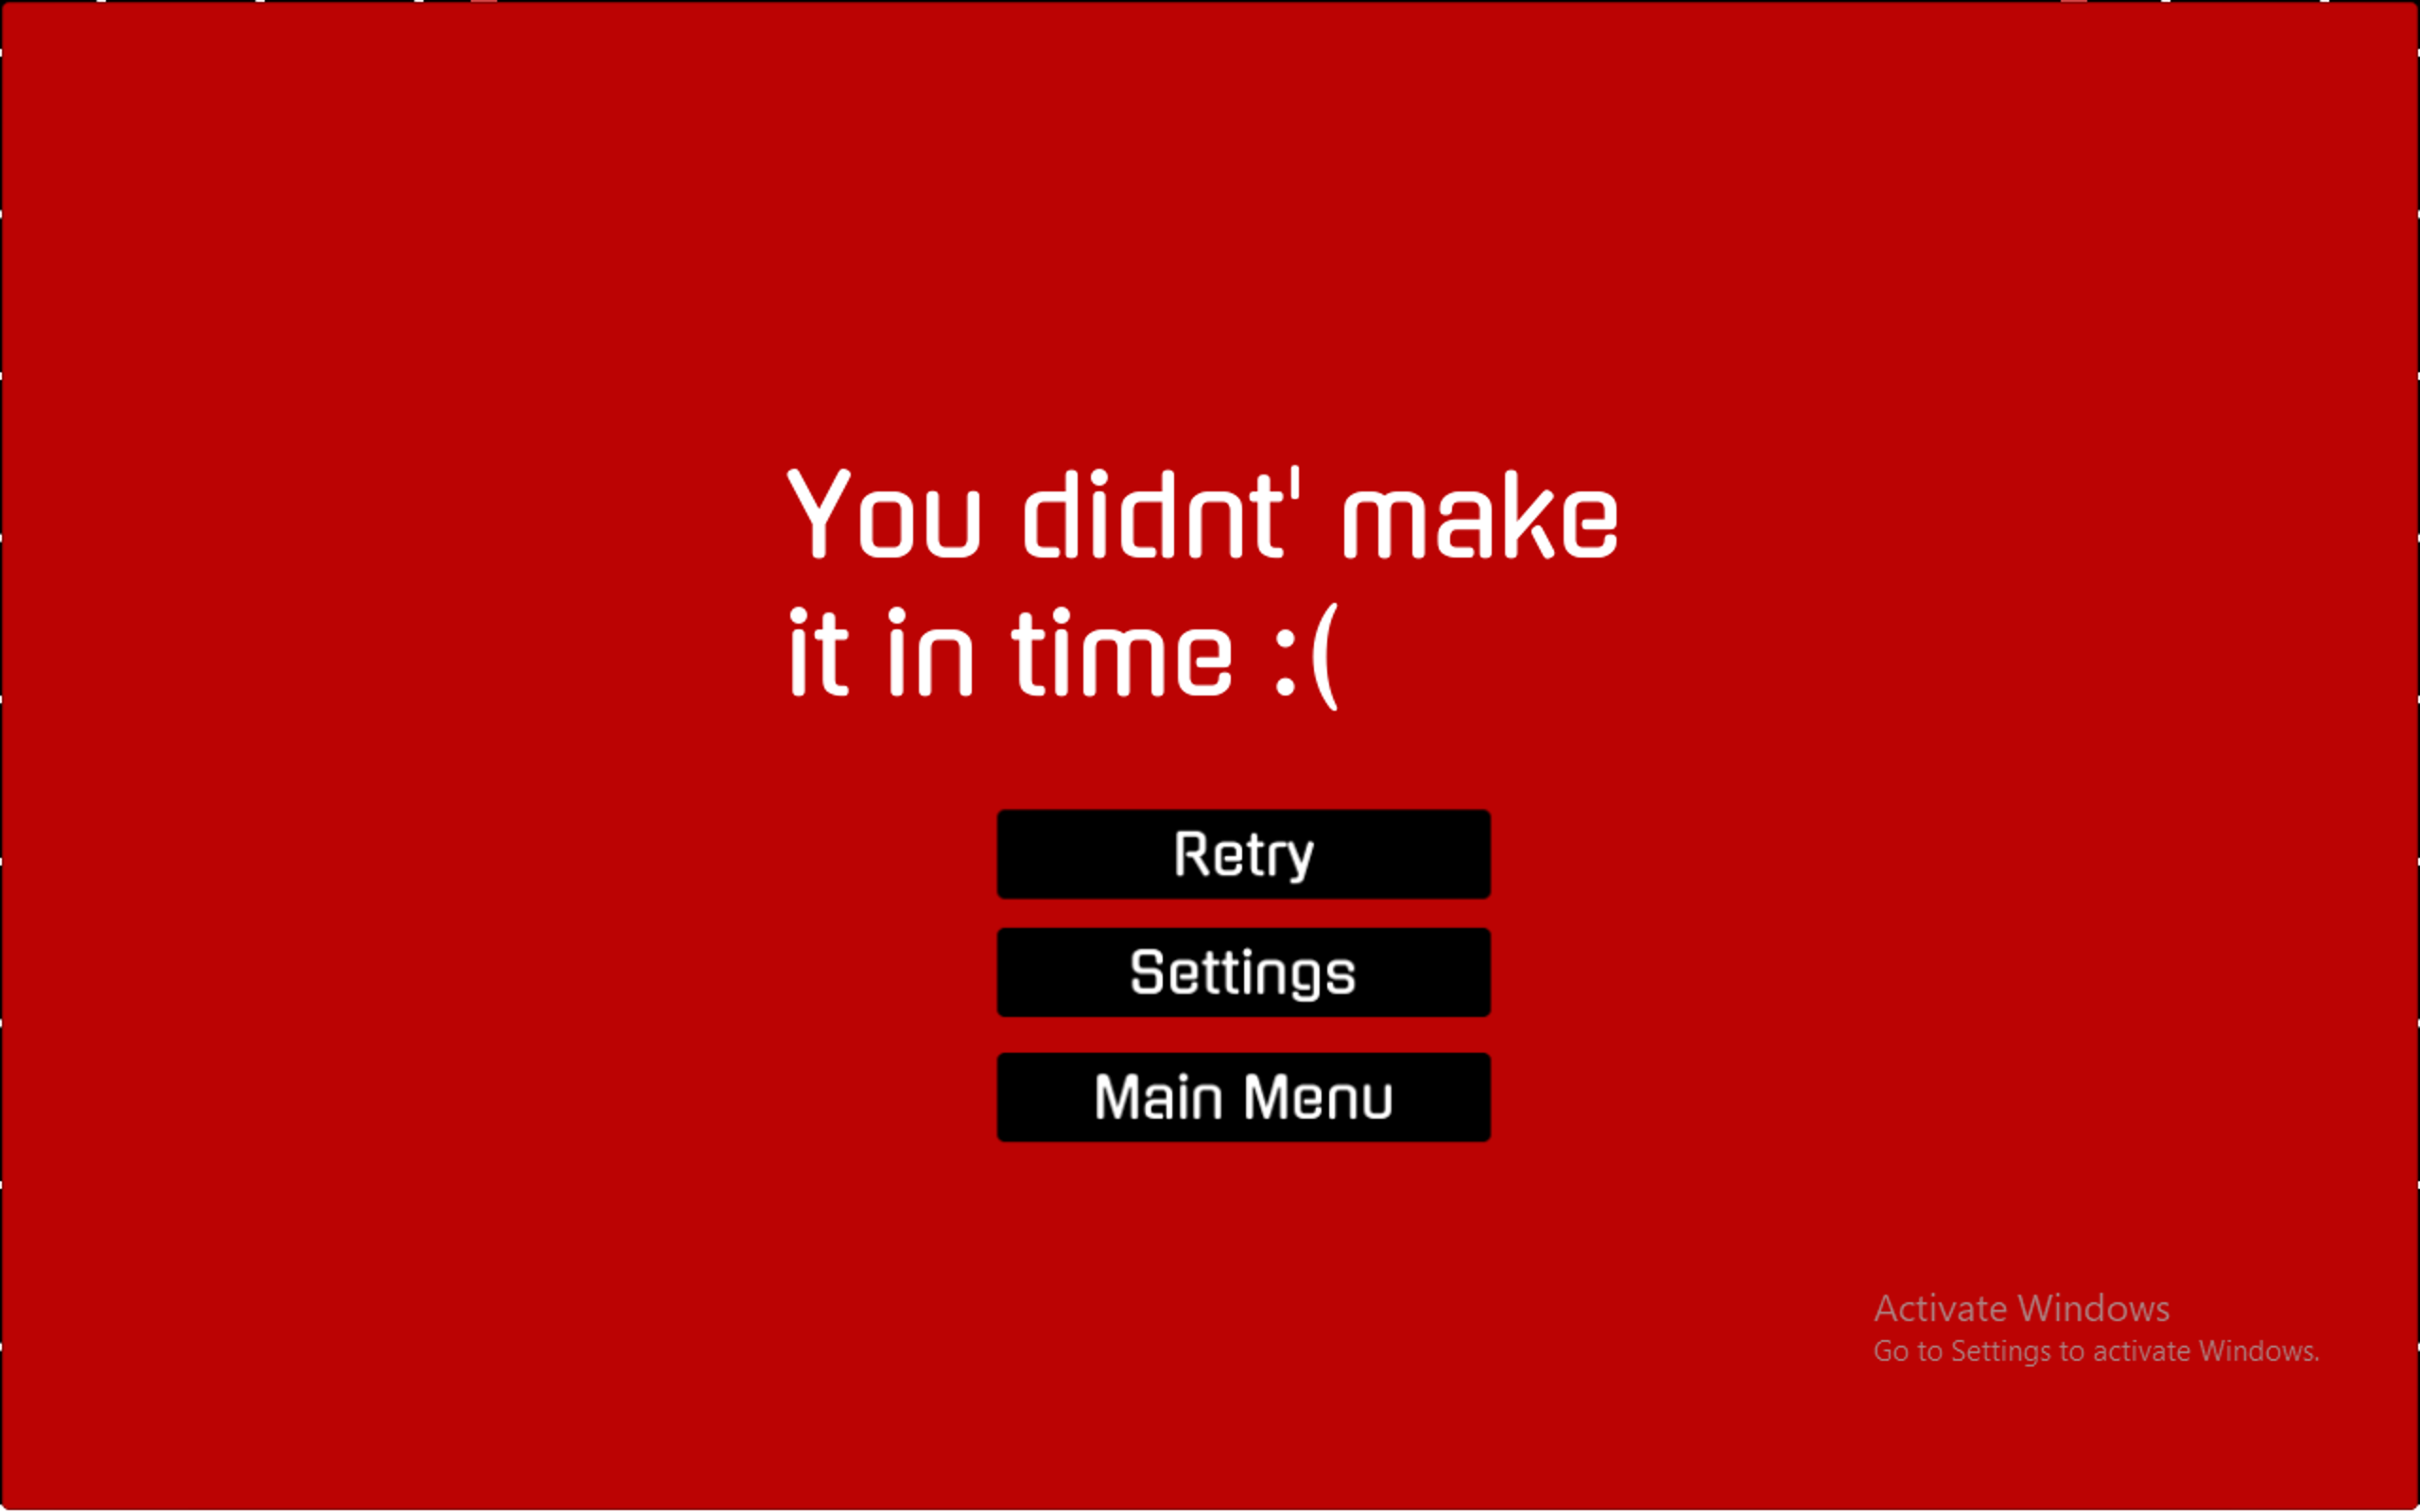 You didnt' make
it in time :(
Retry
Settings
Main Menu
Activate Windows
Go to Settings to activate Windows.